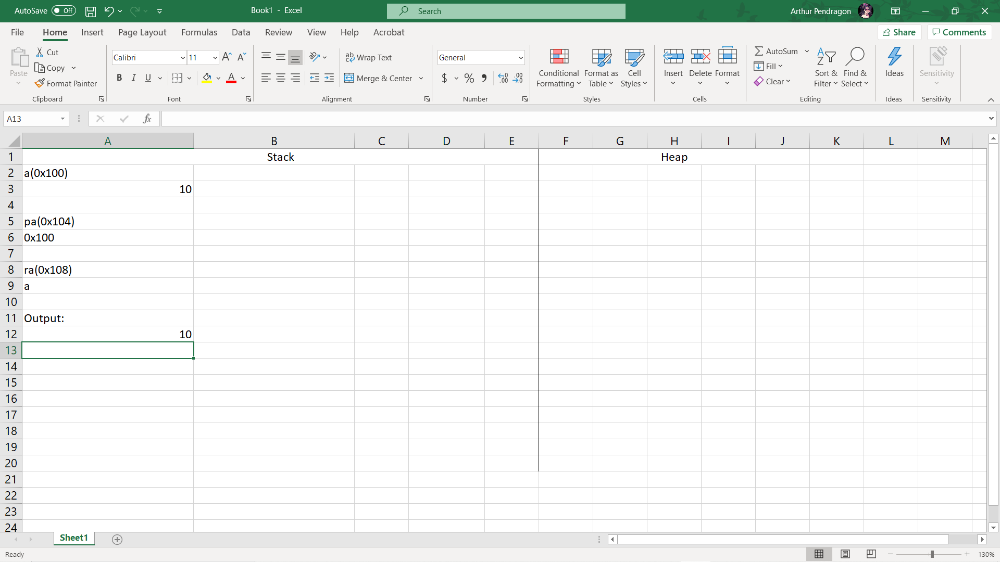 AutoSave Off Book1 - Excel Search Arthur Pendragon
File Home Insert Page Layout Formulas Data Review View Help Acrobat Share Comments
Paste Cut Copy Format Painter Clipboard
Calibri 11 A A B I U A Font
ab Wrap Text Merge & Center Alignment
General $ % 9 Number
Conditional Formatting Format as Table Cell Styles Styles
Insert Delete Format Cells
AutoSum Fill Clear Sort & Filter Find & Select Editing
Ideas Ideas
Sensitivity Sensitivity
A13 fx
A B C D E F G H I J K L M
1 Stack Heap
2 a(0x100)
3 10
4
5 pa(0x104)
6 0x100
7
8 ra(0x108)
9 a
10
11 Output:
12 10
13
14
15
16
17
18
19
20
21
22
23
24
Sheet1
Ready 130%